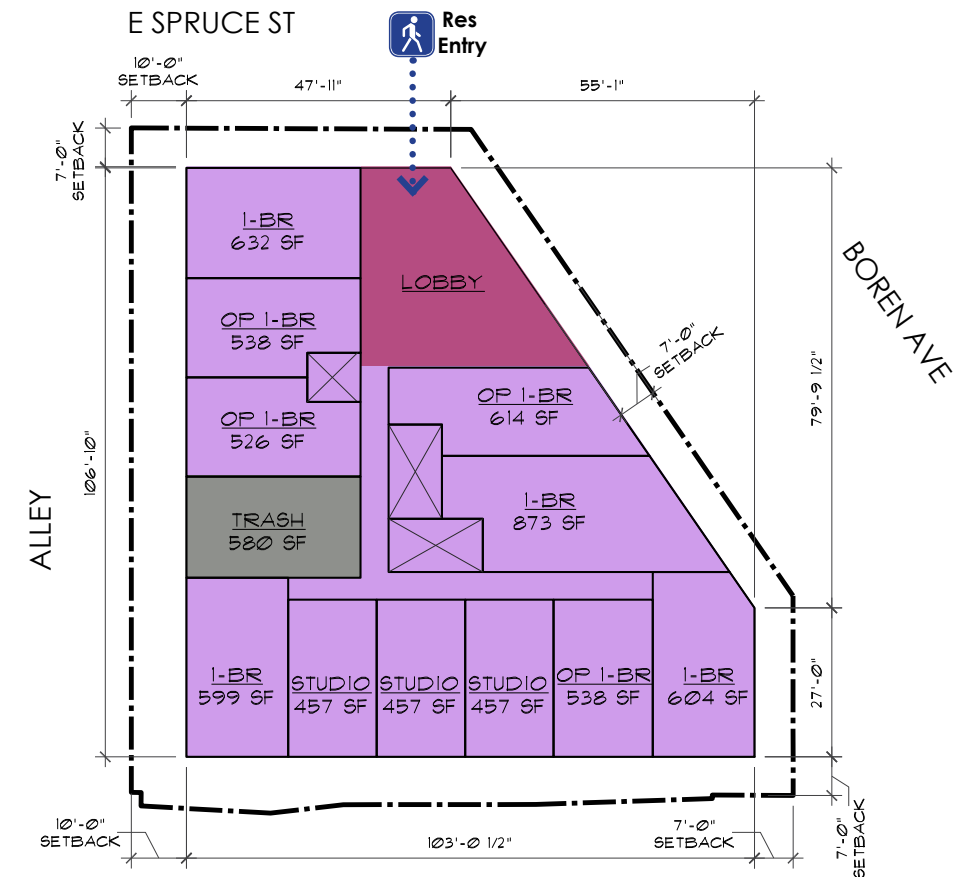 E SPRUCE ST
Res
Entry
10'-0"
SETBACK
47'-11"
55'-1"
7'-0"
SETBACK
1-BR
632 SF
LOBBY
BOREN AVE
OP 1-BR
538 SF
7'-0"
SETBACK
79'-9 1/2"
OP 1-BR
614 SF
OP 1-BR
526 SF
106'-10"
1-BR
873 SF
ALLEY
TRASH
580 SF
1-BR
599 SF
STUDIO
457 SF
STUDIO
457 SF
STUDIO
457 SF
OP 1-BR
538 SF
1-BR
604 SF
27'-0"
10'-0"
SETBACK
103'-0 1/2"
7'-0"
SETBACK
7'-0"
SETBACK